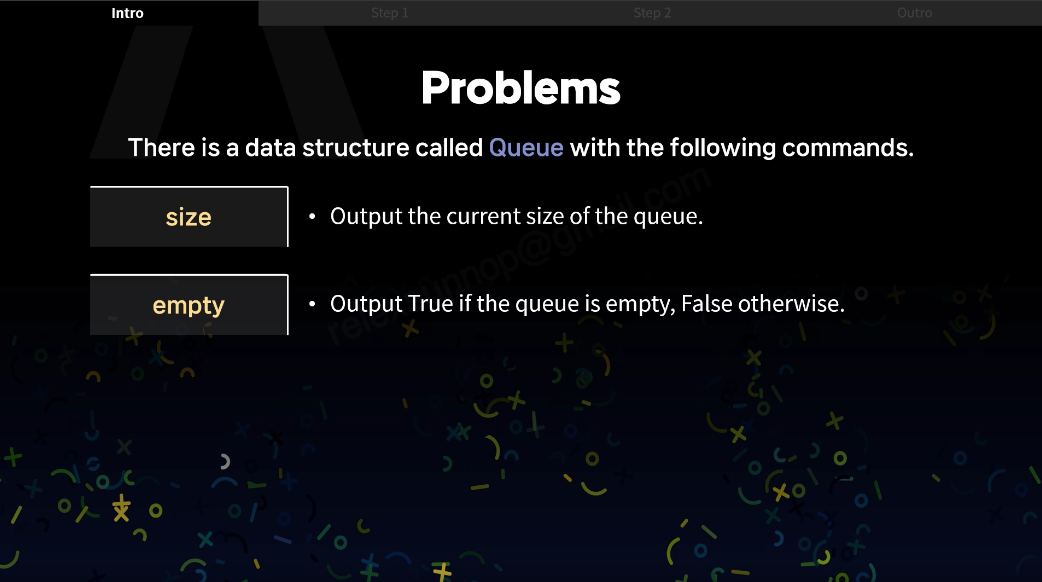 Intro
Step 1
Step 2
Outro
Problems
There is a data structure called Queue with the following commands.
size
• Output the current size of the queue.
empty
• Output True if the queue is empty, False otherwise.